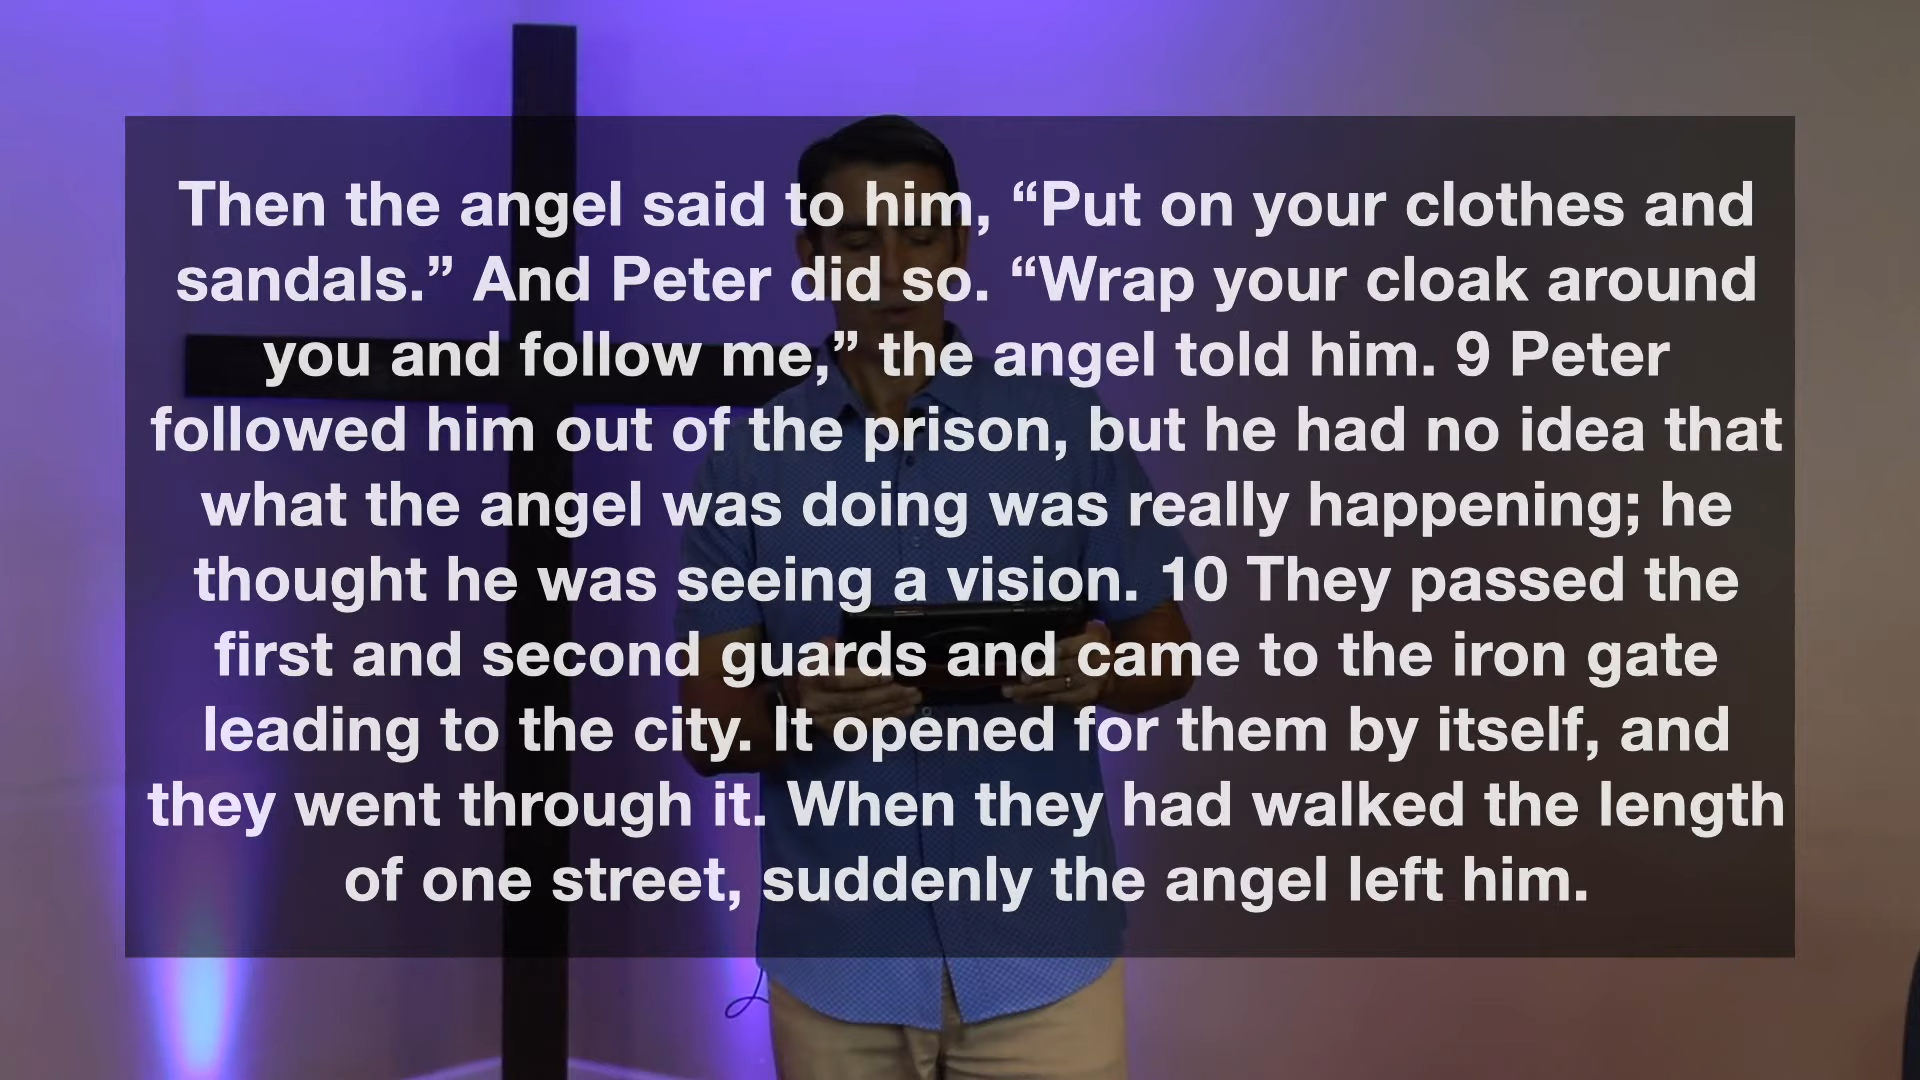 Then the angel said to him, “Put on your clothes and
sandals.” And Peter did so. “Wrap your cloak around
you and follow me,” the angel told him. 9 Peter
followed him out of the prison, but he had no idea that
what the angel was doing was really happening; he
thought he was seeing a vision. 10 They passed the
first and second guards and came to the iron gate
leading to the city. It opened for them by itself, and
they went through it. When they had walked the length
of one street, suddenly the angel left him.